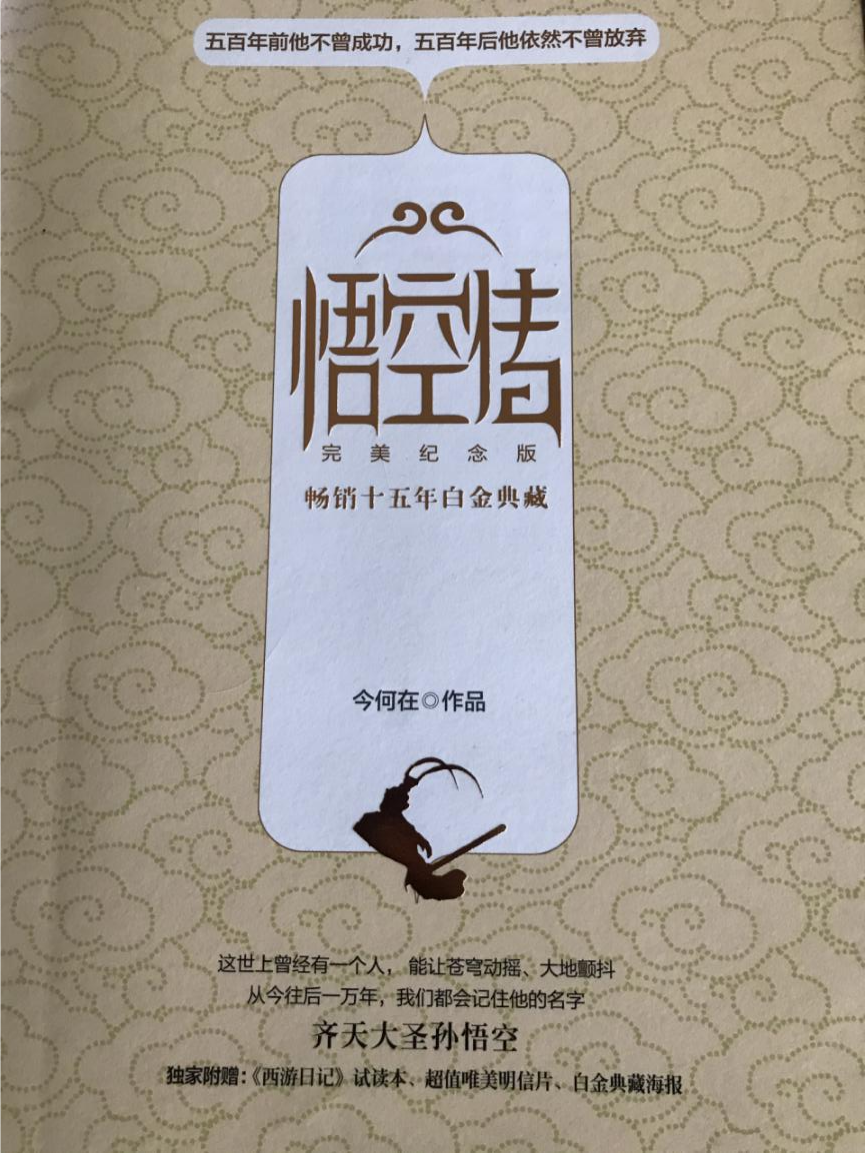 五百年前他不曾成功，五百年后他依然不曾放弃
悟空传
完美纪念版
畅销十五年白金典藏
今何在◎作品
这世上曾经有一个人，能让苍穹动摇、大地颤抖
从今往后一万年，我们都会记住他的名字
齐天大圣孙悟空
独家附赠：《西游日记》试读本、超值唯美明信片、白金典藏海报